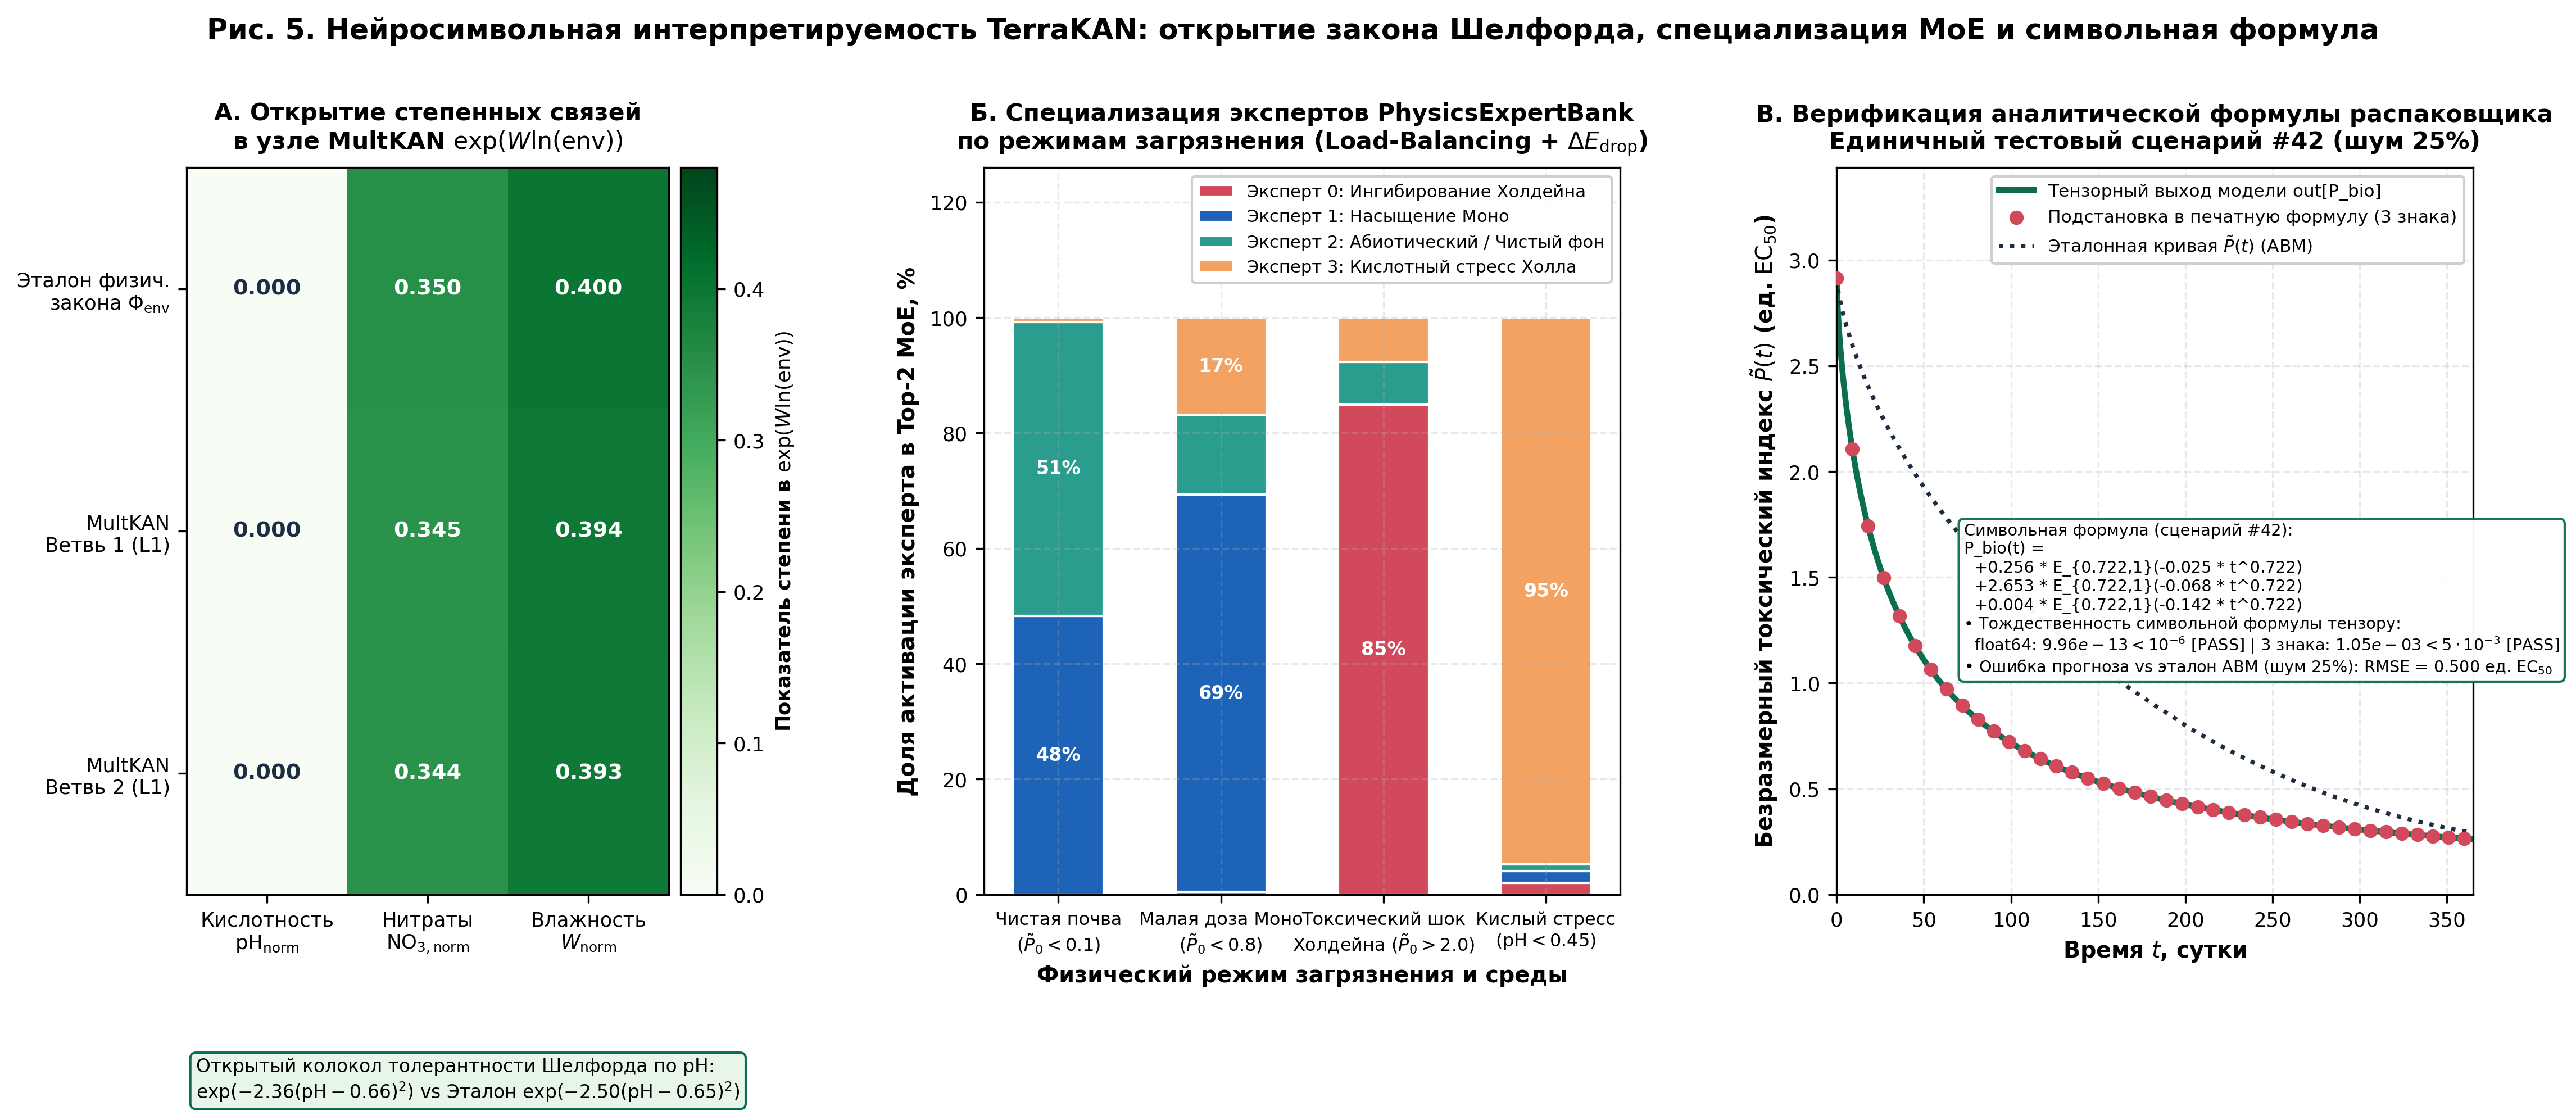 Рис. 5. Нейросимвольная интерпретируемость TerraKAN: открытие закона Шелфорда, специализация MoE и символьная формула
А. Открытие степенных связей
в узле MultKAN exp(Wln(env))
Эталон физич.
закона Φ_env
MultKAN
Ветвь 1 (L1)
MultKAN
Ветвь 2 (L1)
0.000 0.350 0.400
0.000 0.345 0.394
0.000 0.344 0.393
Кислотность
pH_norm
Нитраты
NO_3,norm
Влажность
W_norm
0.4
0.3
0.2
0.1
0.0
Показатель степени в exp(Wln(env))
Открытый колокол толерантности Шелфорда по pH:
exp(−2.36(pH − 0.66)²) vs Эталон exp(−2.50(pH − 0.65)²)
Б. Специализация экспертов PhysicsExpertBank
по режимам загрязнения (Load-Balancing + ΔE_drop)
Доля активации эксперта в Top-2 MoE, %
120
100
80
60
40
20
0
Эксперт 0: Ингибирование Холдейна
Эксперт 1: Насыщение Моно
Эксперт 2: Абиотический / Чистый фон
Эксперт 3: Кислотный стресс Холла
51%
48%
17%
69%
85%
95%
Чистая почва
(P̃₀ < 0.1)
Малая доза Моно
(P̃₀ < 0.8)
Токсический шок
Холдейна (P̃₀ > 2.0)
Кислый стресс
(pH < 0.45)
Физический режим загрязнения и среды
В. Верификация аналитической формулы распаковщика
Единичный тестовый сценарий #42 (шум 25%)
Безразмерный токсический индекс P̃(t) (ед. EC₅₀)
3.0
2.5
2.0
1.5
1.0
0.5
0.0
Тензорный выход модели out[P_bio]
Подстановка в печатную формулу (3 знака)
Эталонная кривая P̃(t) (ABM)
Символьная формула (сценарий #42):
P_bio(t) =
+0.256 * E_{0.722,1}(-0.025 * t^0.722)
+2.653 * E_{0.722,1}(-0.068 * t^0.722)
+0.004 * E_{0.722,1}(-0.142 * t^0.722)
• Тождественность символьной формулы тензору:
float64: 9.96e − 13 < 10⁻⁶ [PASS] | 3 знака: 1.05e − 03 < 5 · 10⁻³ [PASS]
• Ошибка прогноза vs эталон ABM (шум 25%): RMSE = 0.500 ед. EC₅₀
0 50 100 150 200 250 300 350
Время t, сутки